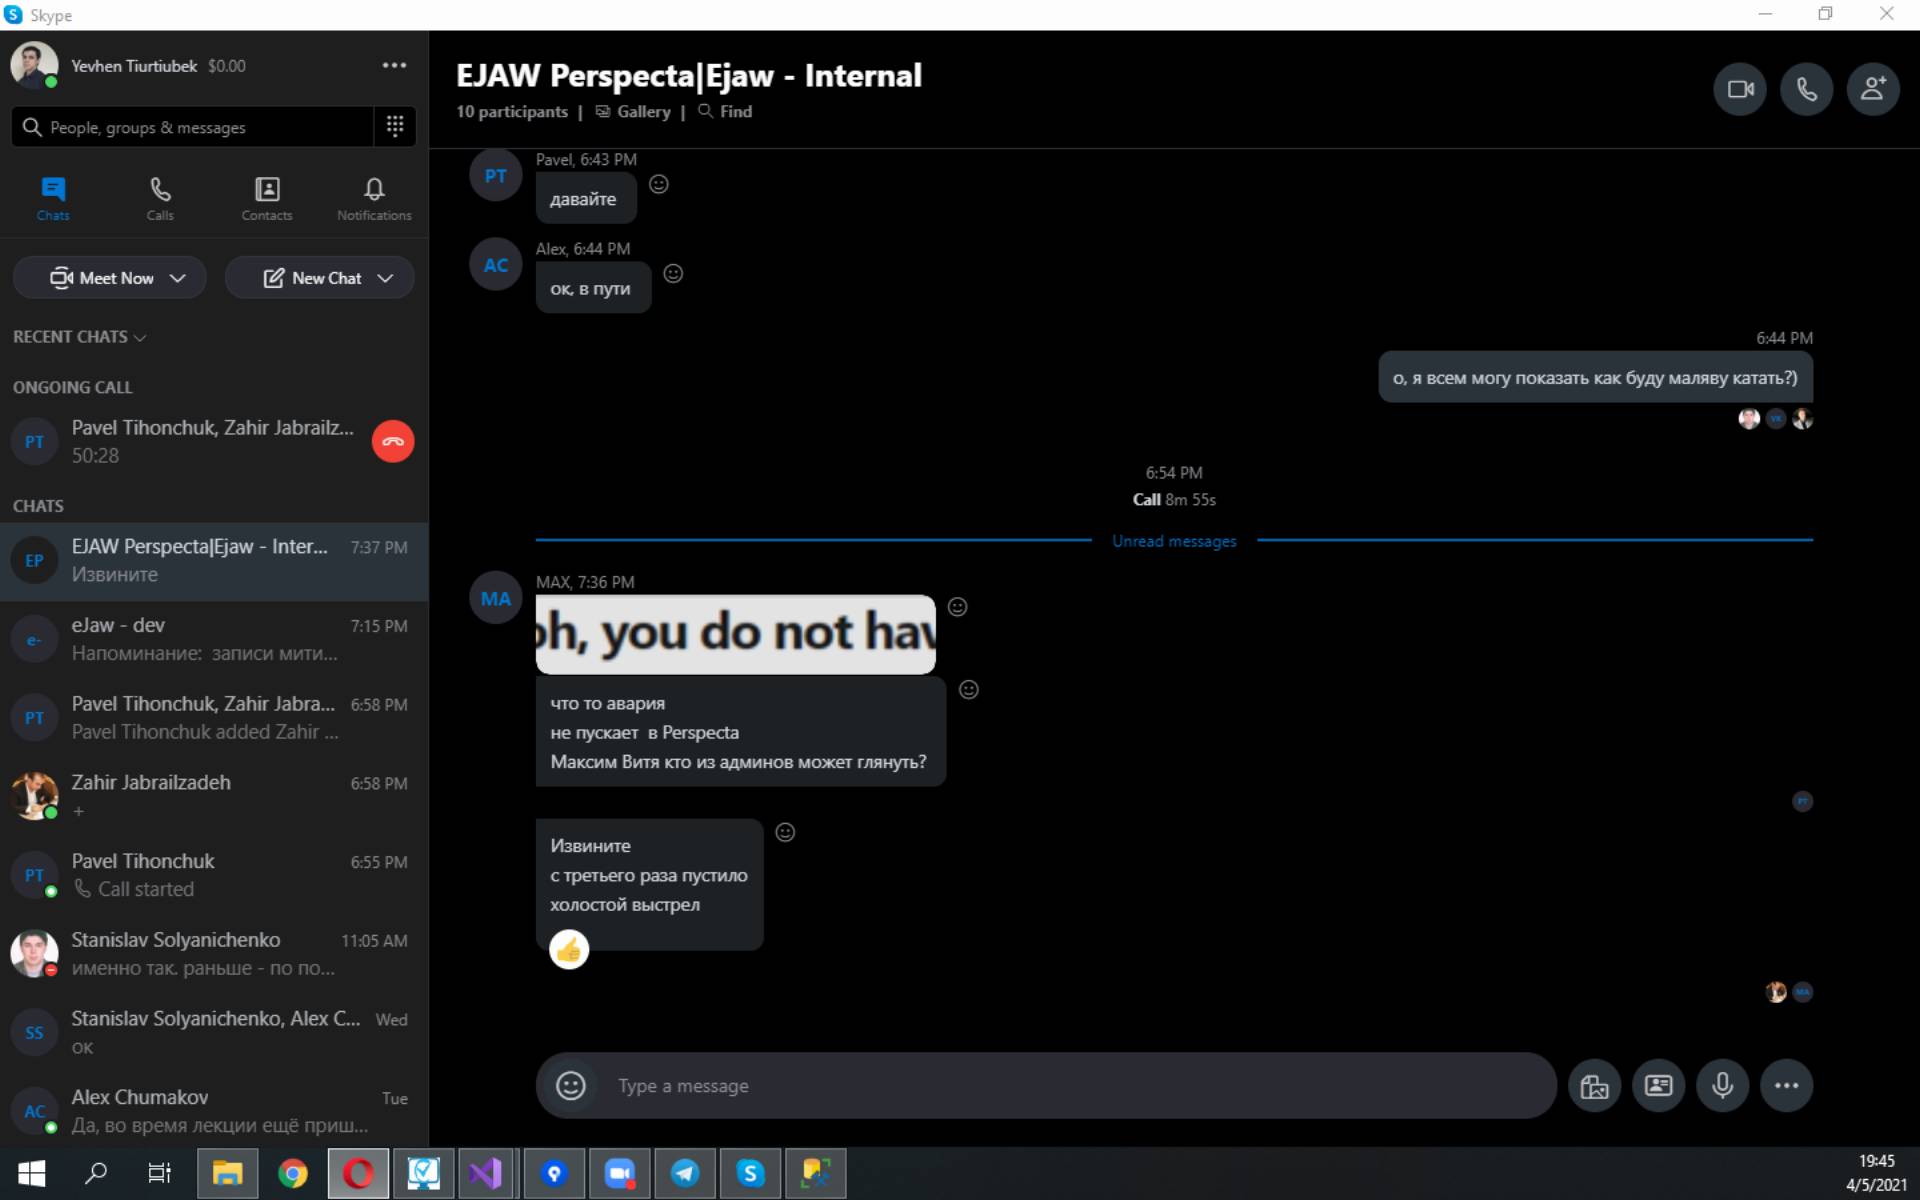 Skype
Yevhen Tiurtiubek $0.00
People, groups & messages
Chats
Calls
Contacts
Notifications
Meet Now
New Chat
RECENT CHATS
ONGOING CALL
PT
Pavel Tihonchuk, Zahir Jabrailz...
50:28
CHATS
EP
EJAW Perspecta|Ejaw - Inter...
7:37 PM
Извините
e-
eJaw - dev
7:15 PM
Напоминание: записи мити...
PT
Pavel Tihonchuk, Zahir Jabra...
6:58 PM
Pavel Tihonchuk added Zahir ...
Zahir Jabrailzadeh
6:58 PM
+
PT
Pavel Tihonchuk
6:55 PM
Call started
Stanislav Solyanichenko
11:05 AM
именно так. раньше - по по...
SS
Stanislav Solyanichenko, Alex C...
Wed
ок
AC
Alex Chumakov
Tue
Да, во время лекции ещё приш...
EJAW Perspecta|Ejaw - Internal
10 participants | Gallery | Find
PT
Pavel, 6:43 PM
давайте
AC
Alex, 6:44 PM
ок, в пути
6:44 PM
о, я всем могу показать как буду маляву катать?)
VK
6:54 PM
Call 8m 55s
Unread messages
MA
MAX, 7:36 PM
oh, you do not hav
что то авария
не пускает в Perspecta
Максим Витя кто из админов может глянуть?
PT
Извините
с третьего раза пустило
холостой выстрел
MA
Type a message
19:45
4/5/2021